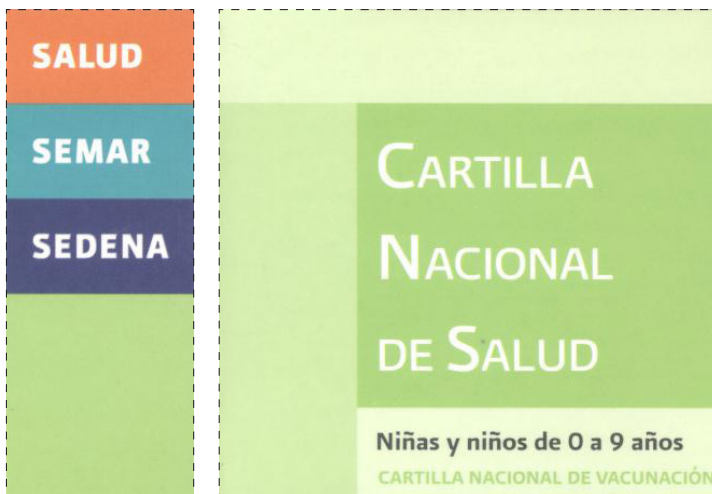 SALUD
SEMAR
SEDENA
CARTILLA
NACIONAL
DE SALUD
Niñas y niños de 0 a 9 años
CARTILLA NACIONAL DE VACUNACIÓN